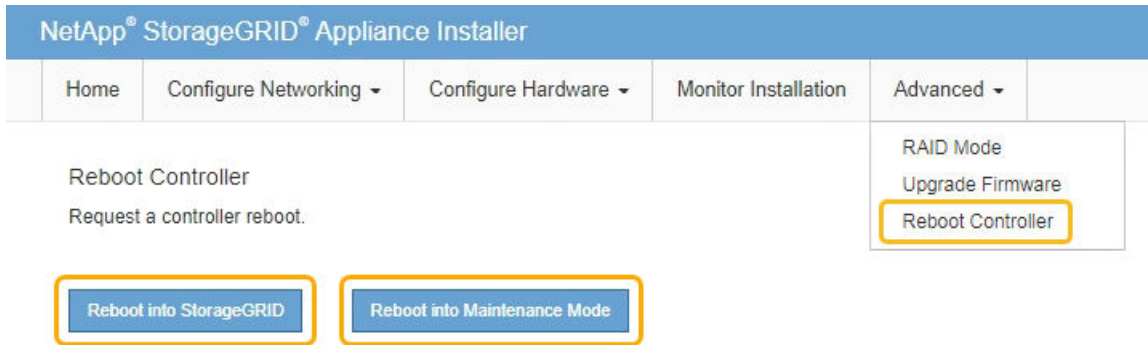 NetApp® StorageGRID® Appliance Installer
Home Configure Networking Configure Hardware Monitor Installation Advanced
RAID Mode
Upgrade Firmware
Reboot Controller
Reboot Controller
Request a controller reboot.
Reboot into StorageGRID Reboot into Maintenance Mode